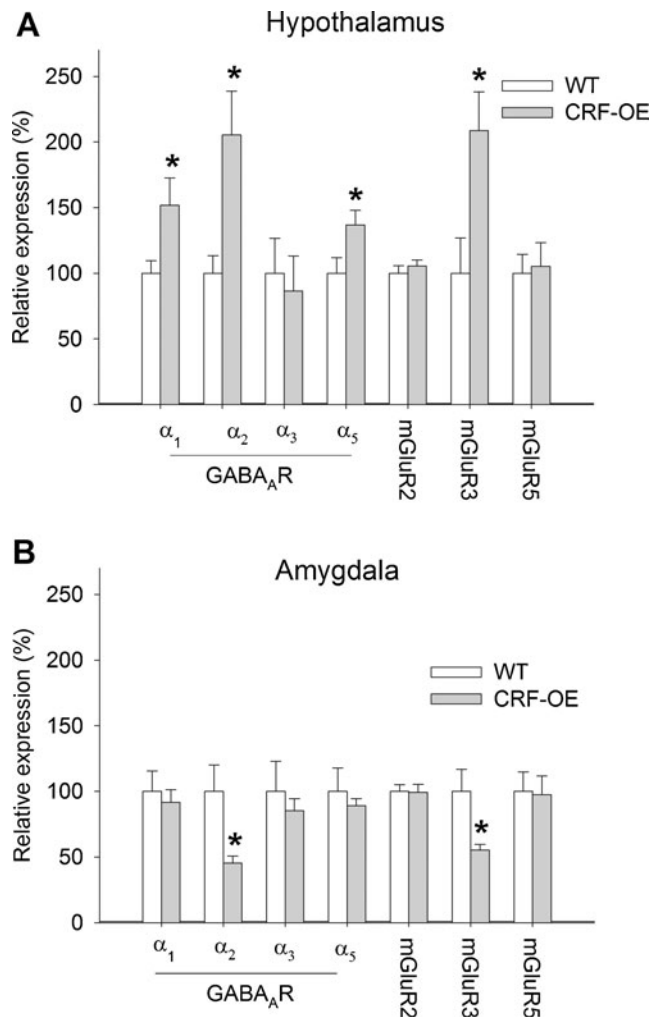 A
Hypothalamus
Relative expression (%)
250
200
150
100
50
0
* * * *
WT
CRF-OE
α1 α2 α3 α5
GABAAR
mGluR2 mGluR3 mGluR5
B
Amygdala
Relative expression (%)
250
200
150
100
50
0
* *
WT
CRF-OE
α1 α2 α3 α5
GABAAR
mGluR2 mGluR3 mGluR5